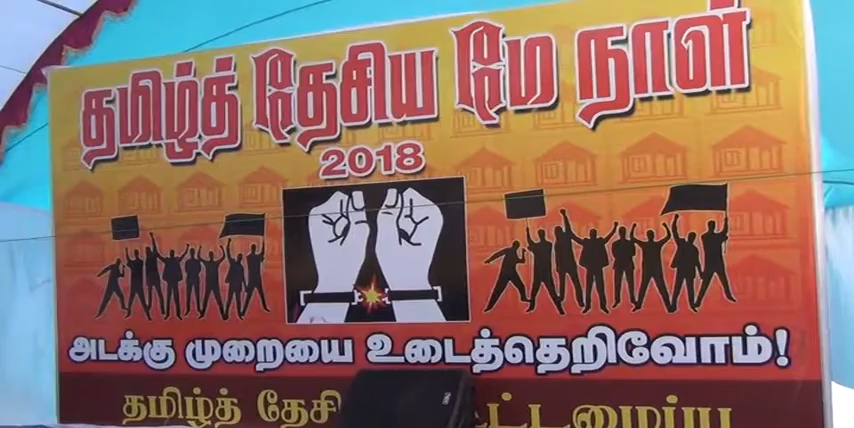 தமிழ்த் தேசிய மே நாள்
2018
அடக்கு முறையை உடைத்தெறிவோம்!
தமிழ்த்